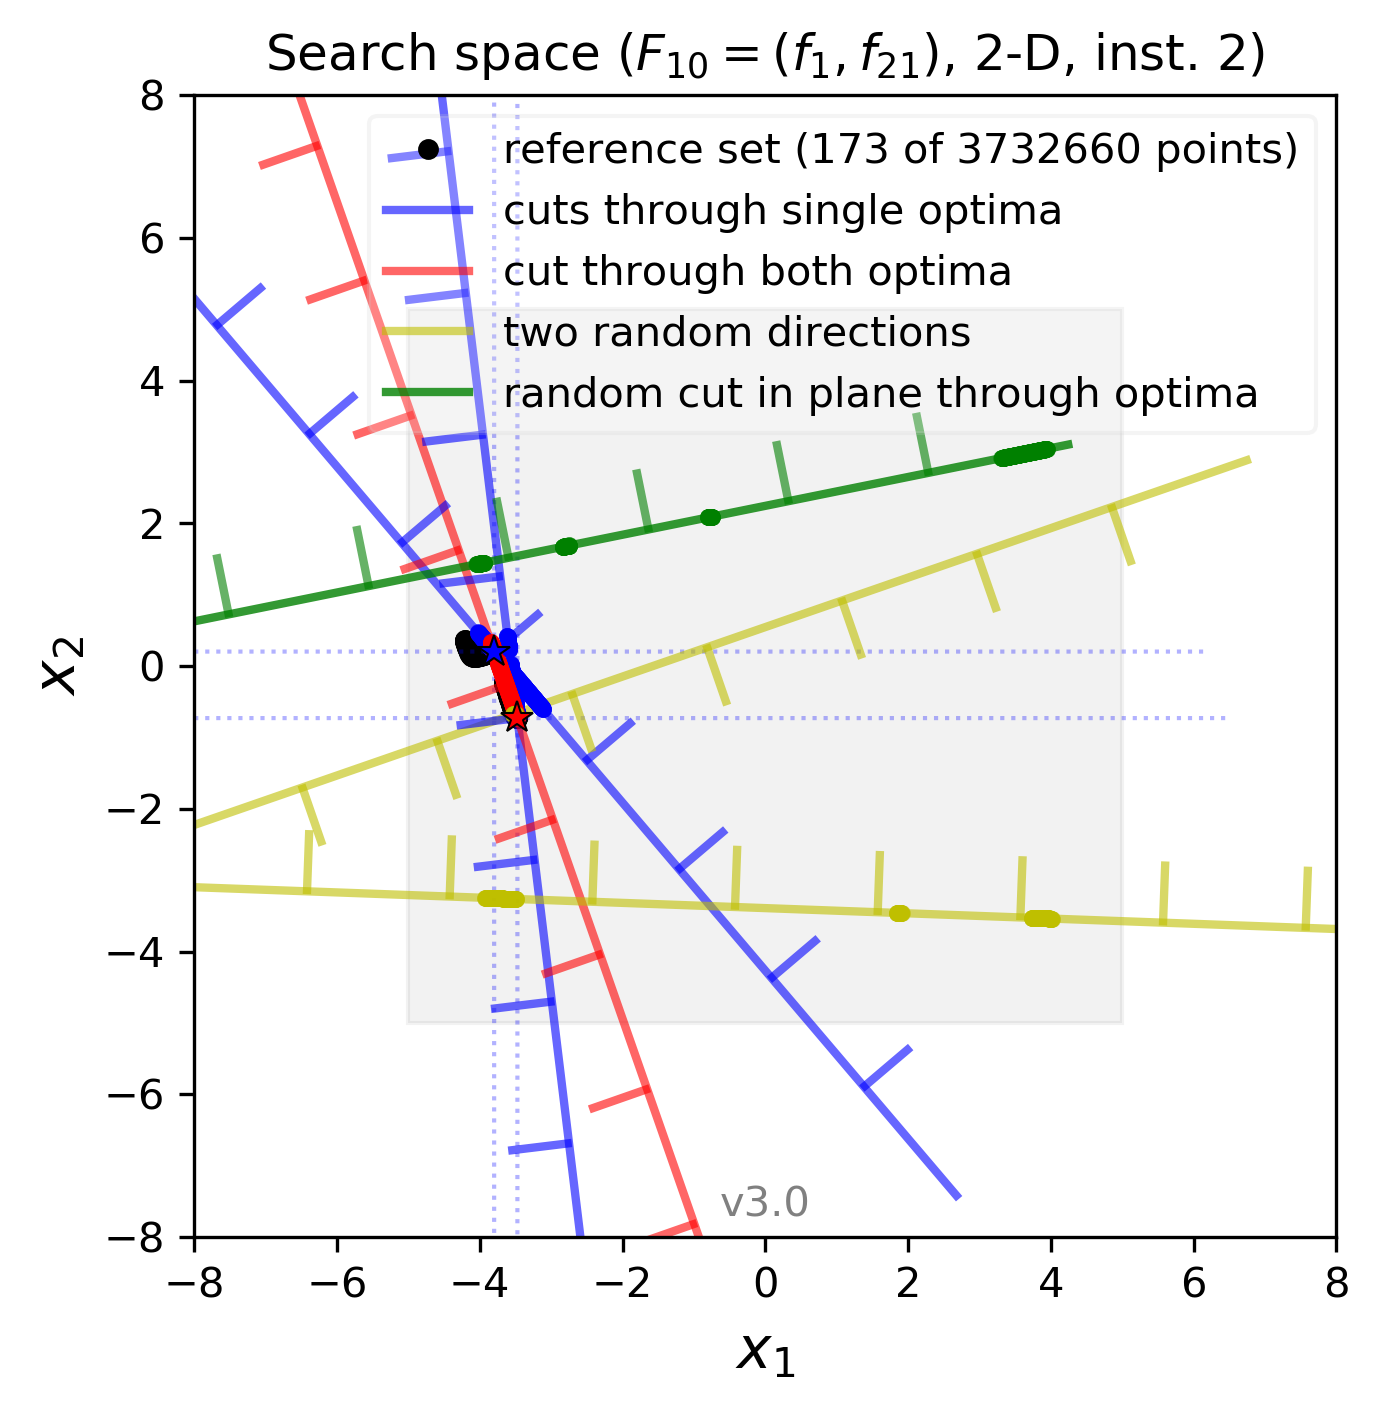 Search space (F10 = (f1, f21), 2-D, inst. 2)
reference set (173 of 3732660 points)
cuts through single optima
cut through both optima
two random directions
random cut in plane through optima
8
6
4
2
0
−2
−4
−6
−8
x2
v3.0
−8 −6 −4 −2 0 2 4 6 8
x1